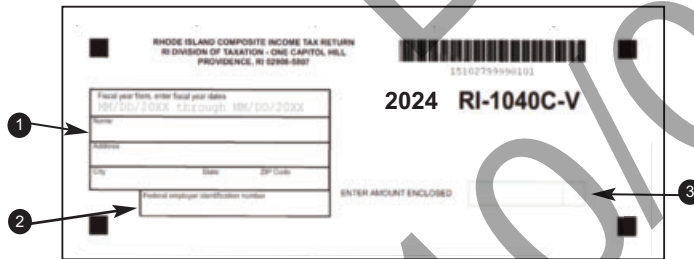 RHODE ISLAND COMPOSITE INCOME TAX RETURN
RI DIVISION OF TAXATION - ONE CAPITOL HILL
PROVIDENCE, RI 02908-5807
15102799990101
2024 RI-1040C-V
Fiscal year filers, enter fiscal year dates
MM/DD/20XX through MM/DD/20XX
1
Name
Address
City State ZIP Code
Federal employer identification number
2
ENTER AMOUNT ENCLOSED
3